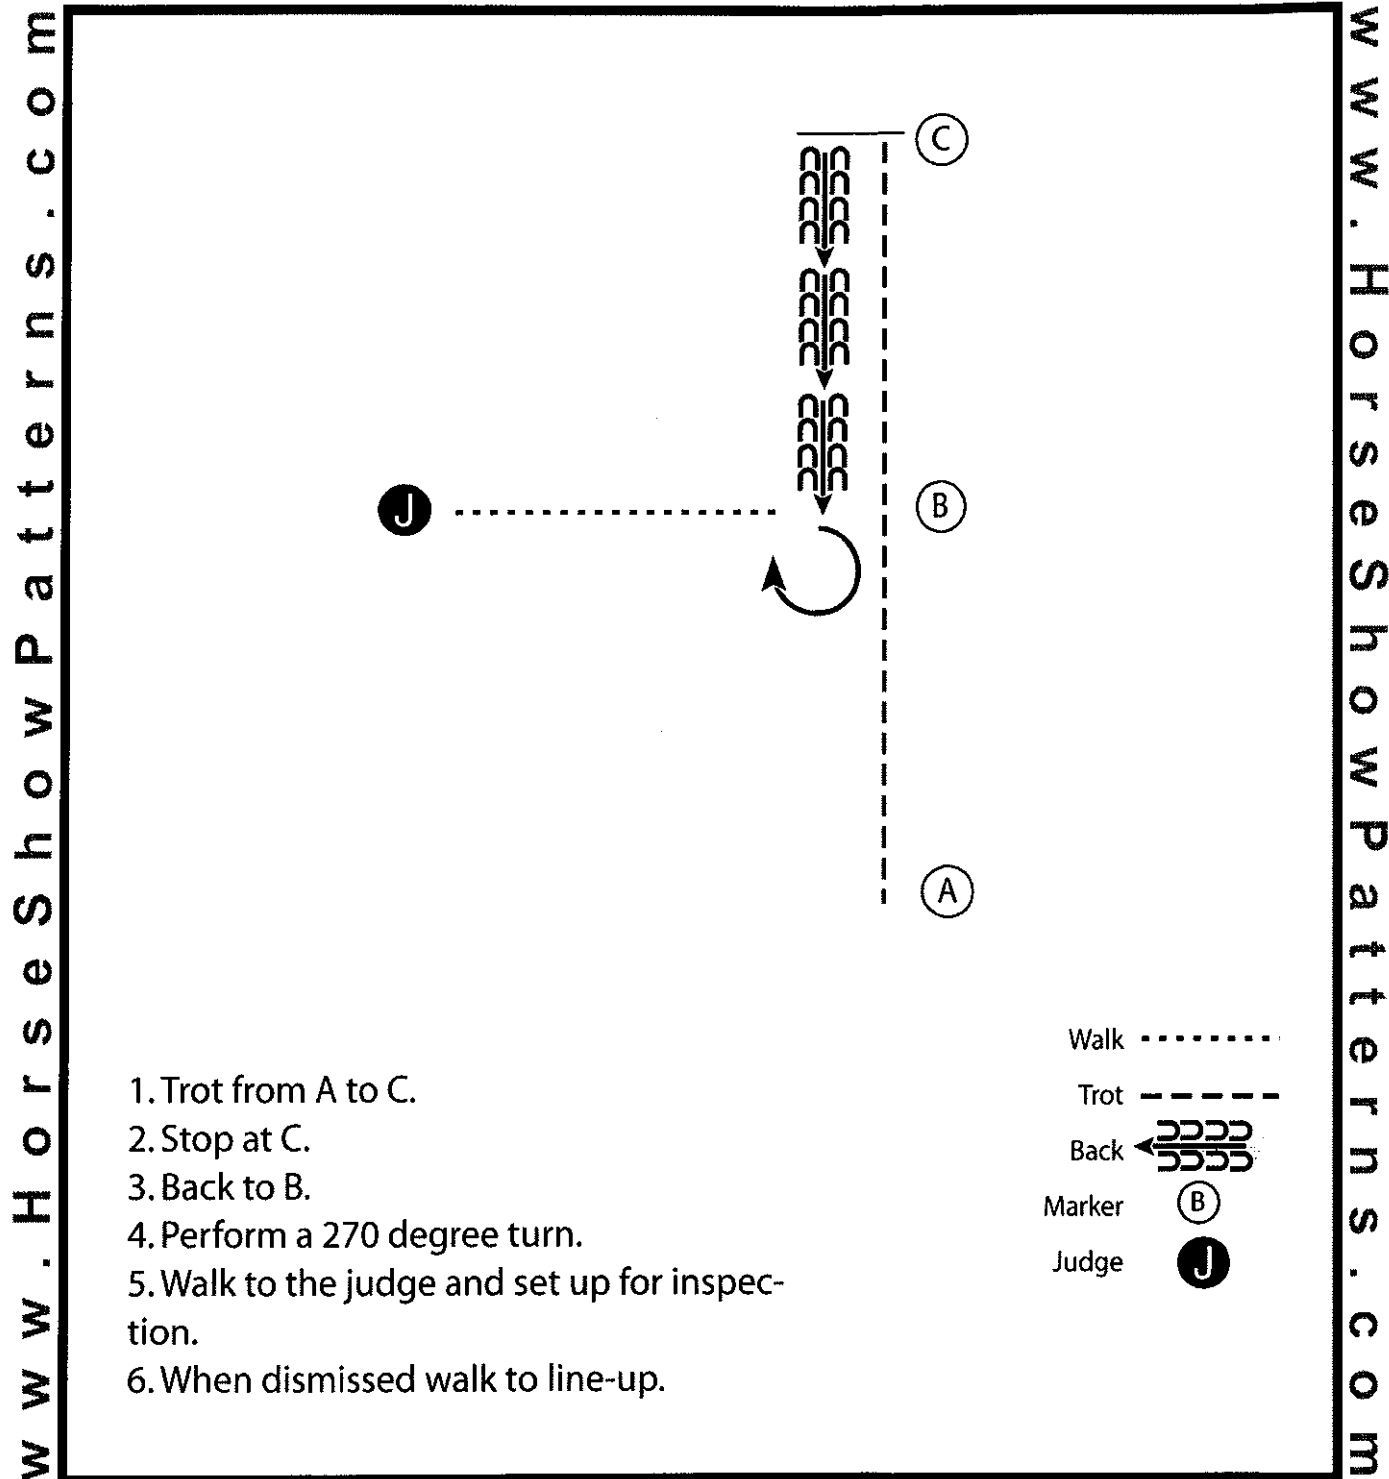 www.HorseShowPatterns.com
www.HorseShowPatterns.com
C
J
B
A
Walk
Trot
Back
Marker B
Judge J
1. Trot from A to C.
2. Stop at C.
3. Back to B.
4. Perform a 270 degree turn.
5. Walk to the judge and set up for inspec-
tion.
6. When dismissed walk to line-up.